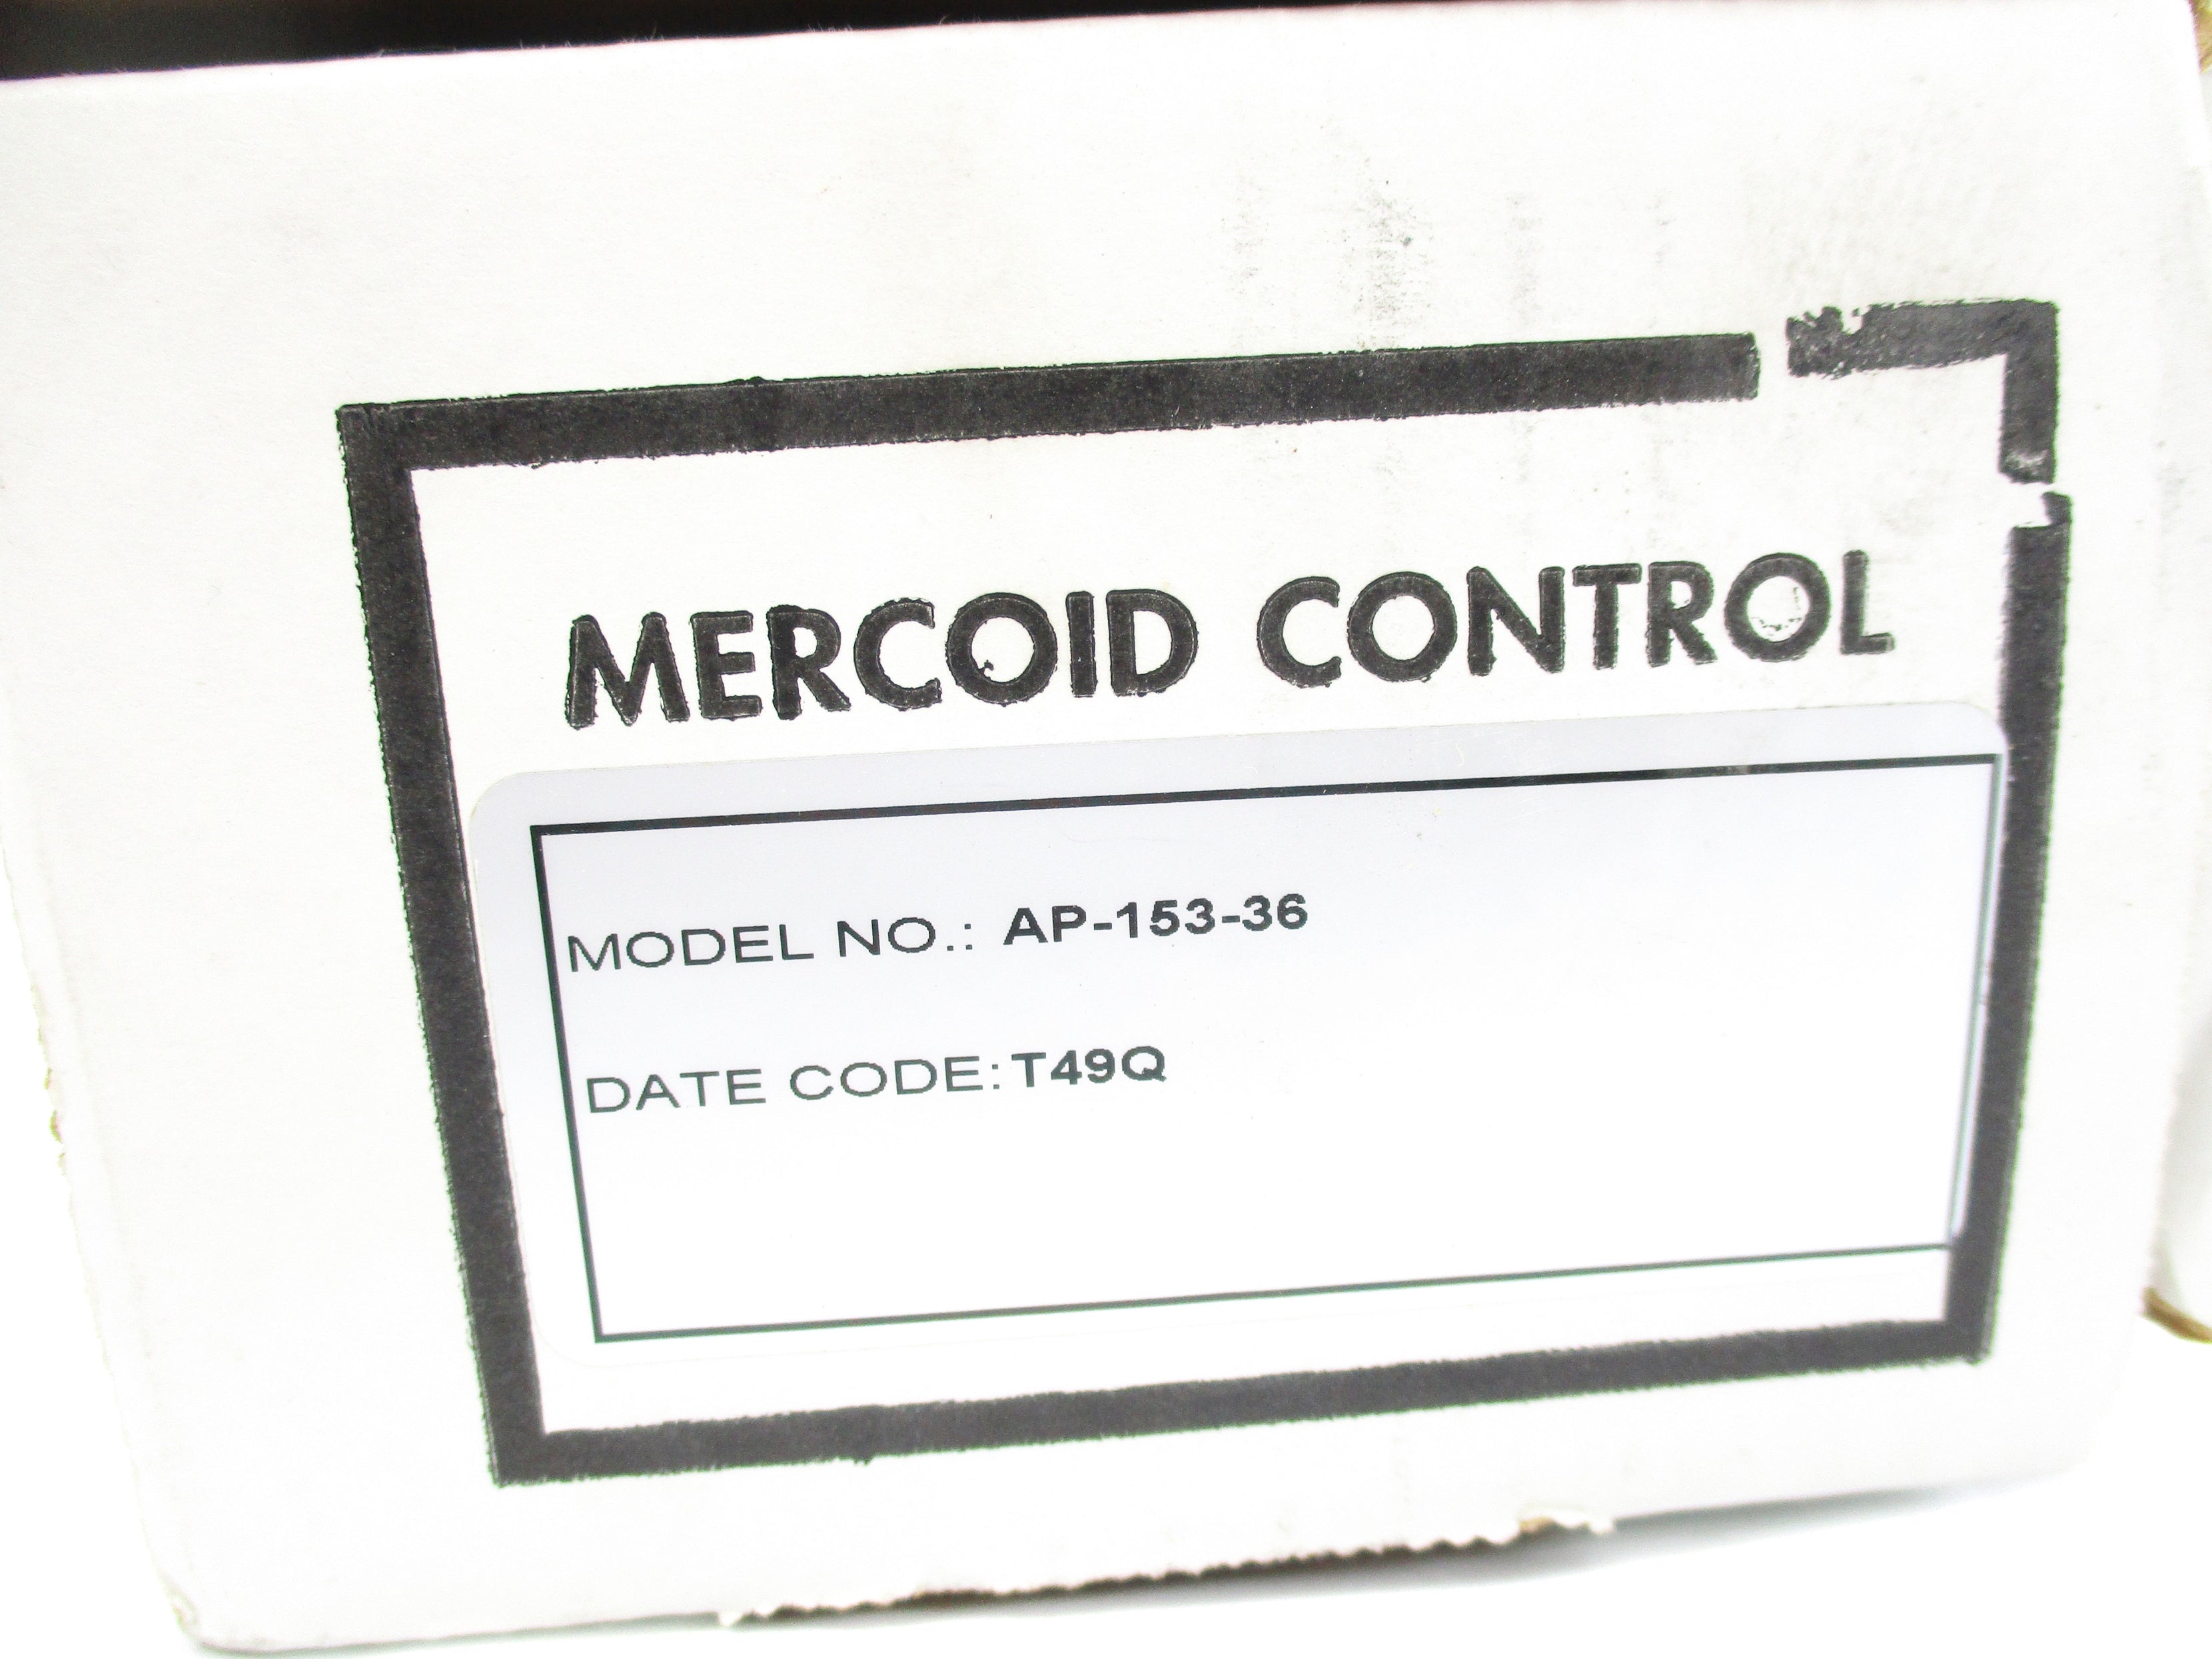 MERCOID CONTROL
MODEL NO.: AP-153-36
DATE CODE: T49Q